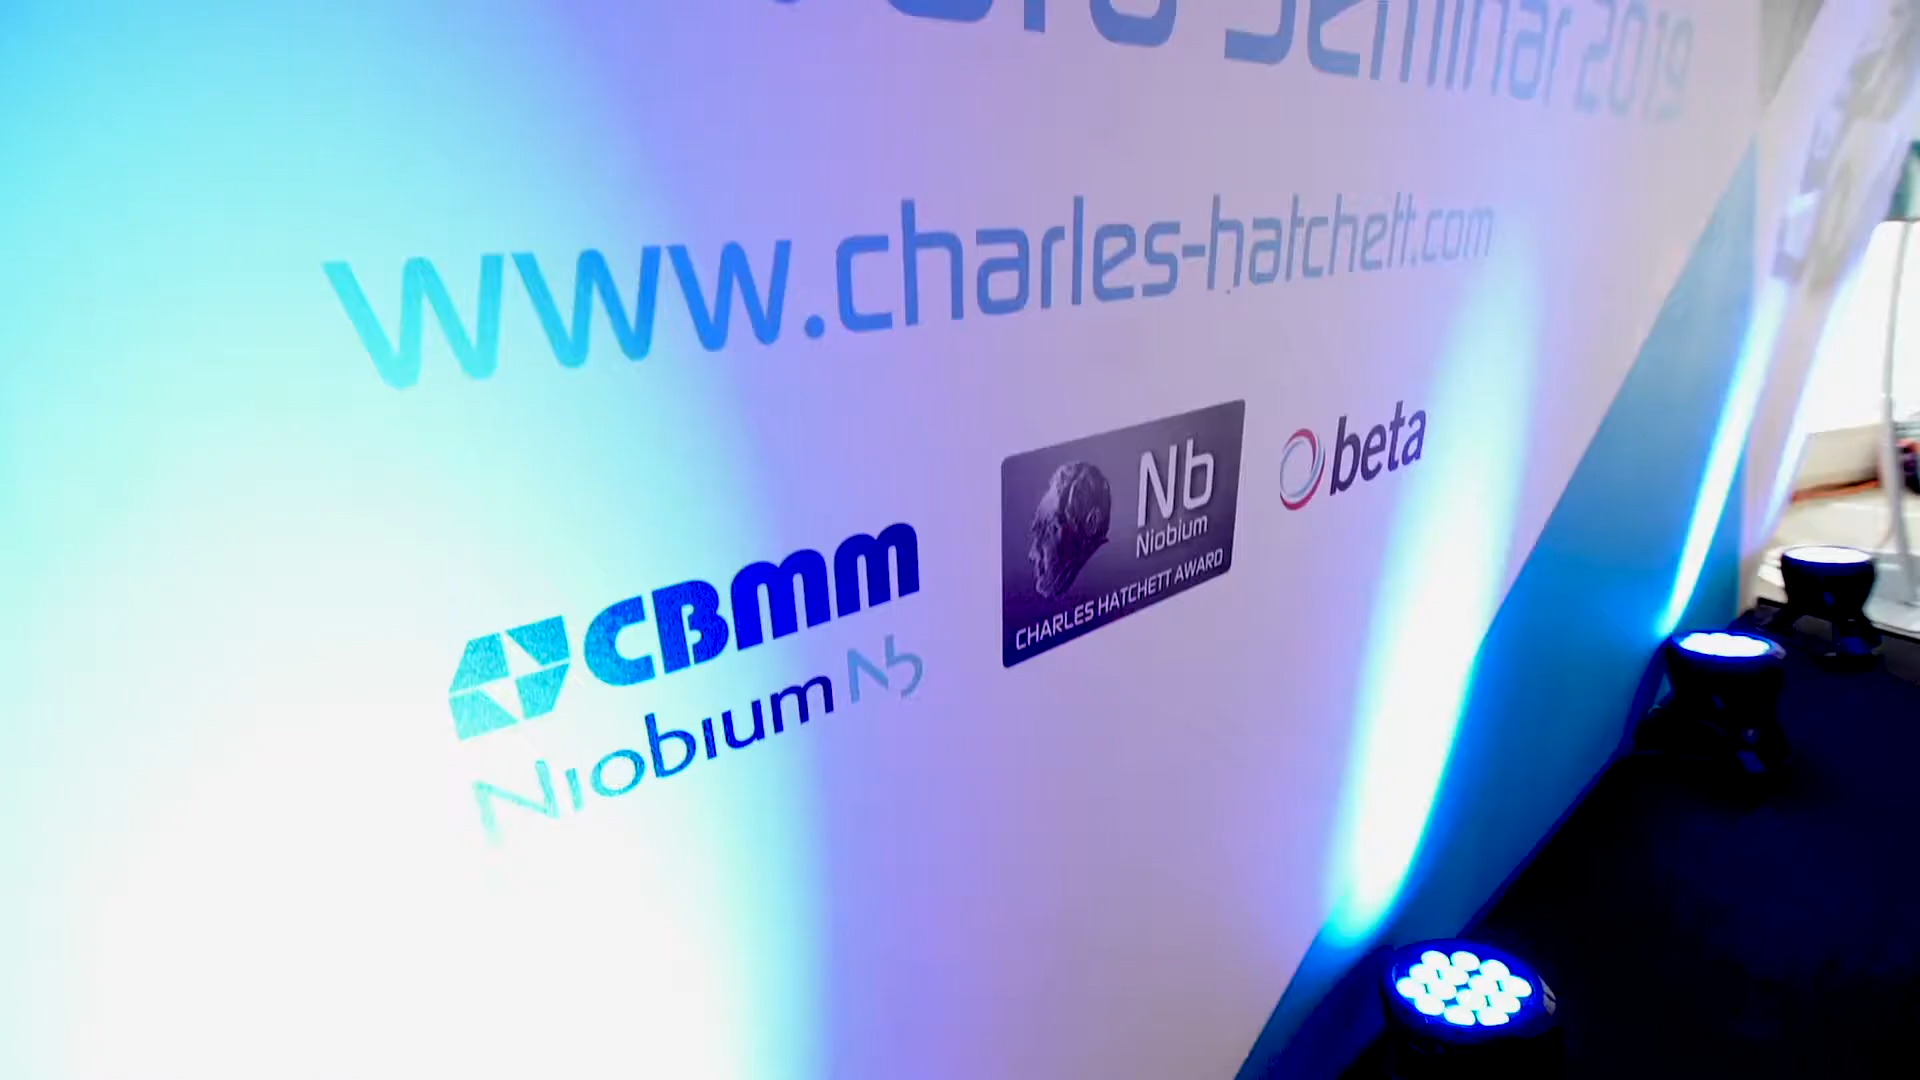 Seminar 2019
www.charles-hatchett.com
CBMM
Niobium Nb
Nb
Niobium
CHARLES HATCHETT AWARD
beta